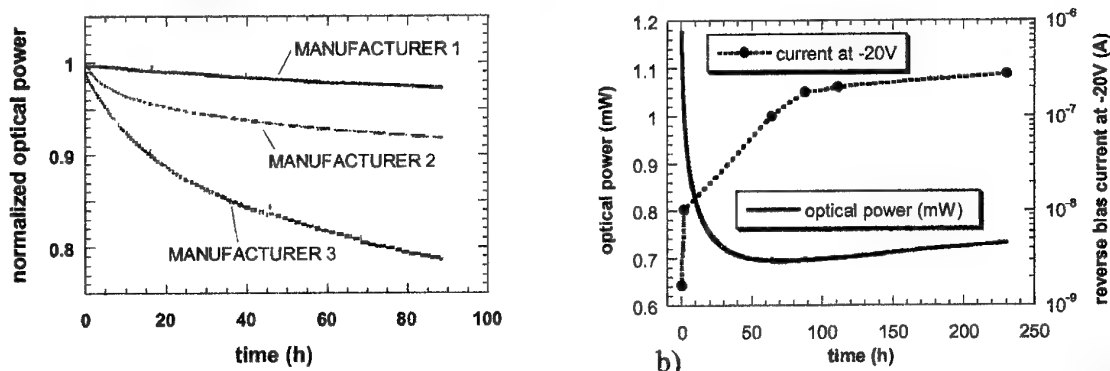 normalized optical power
1
0.9
0.8
MANUFACTURER 1
MANUFACTURER 2
MANUFACTURER 3
0 20 40 60 80 100
time (h)
optical power (mW)
1.2
1.1
1
0.9
0.8
0.7
0.6
current at -20V
optical power (mW)
10-6
10-7
10-8
10-9
reverse bias current at -20V (A)
0 50 100 150 200 250
b)
time (h)